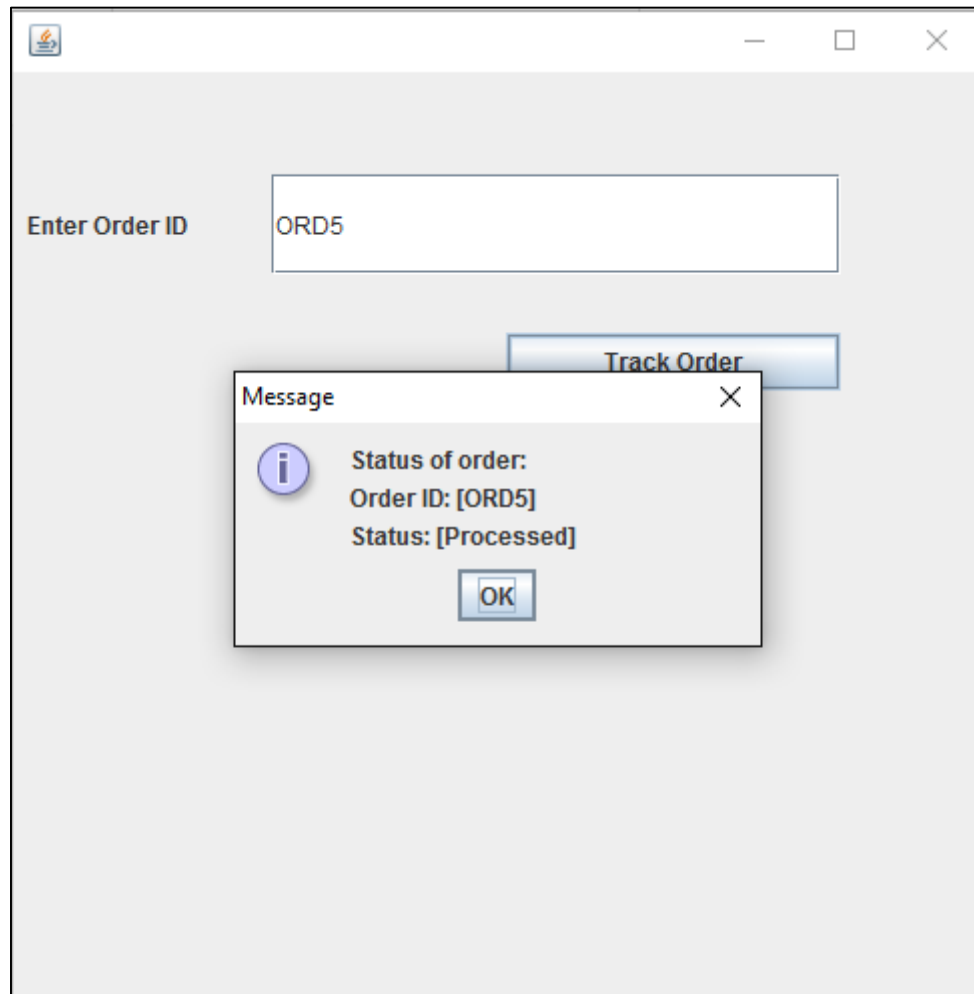 Enter Order ID
ORD5
Track Order
Message
Status of order:
Order ID: [ORD5]
Status: [Processed]
OK